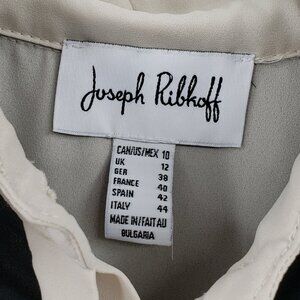 Joseph Ribkoff
CAN/US/MEX 10
UK 12
GER 38
FRANCE 40
SPAIN 42
ITALY 44
MADE IN/FAIT AU
BULGARIA